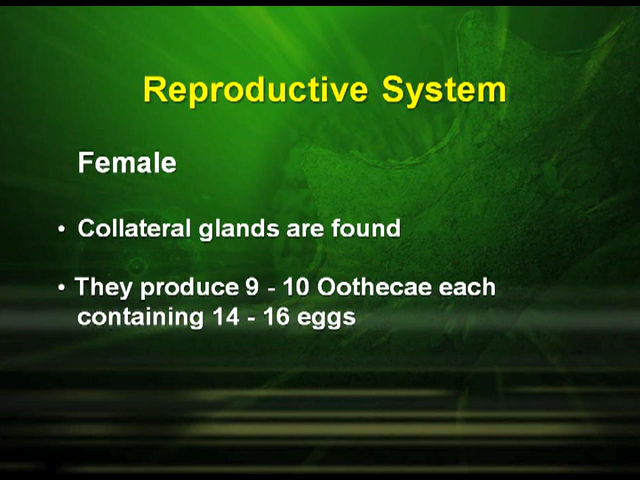 Reproductive System
Female
• Collateral glands are found
• They produce 9 - 10 Oothecae each
containing 14 - 16 eggs